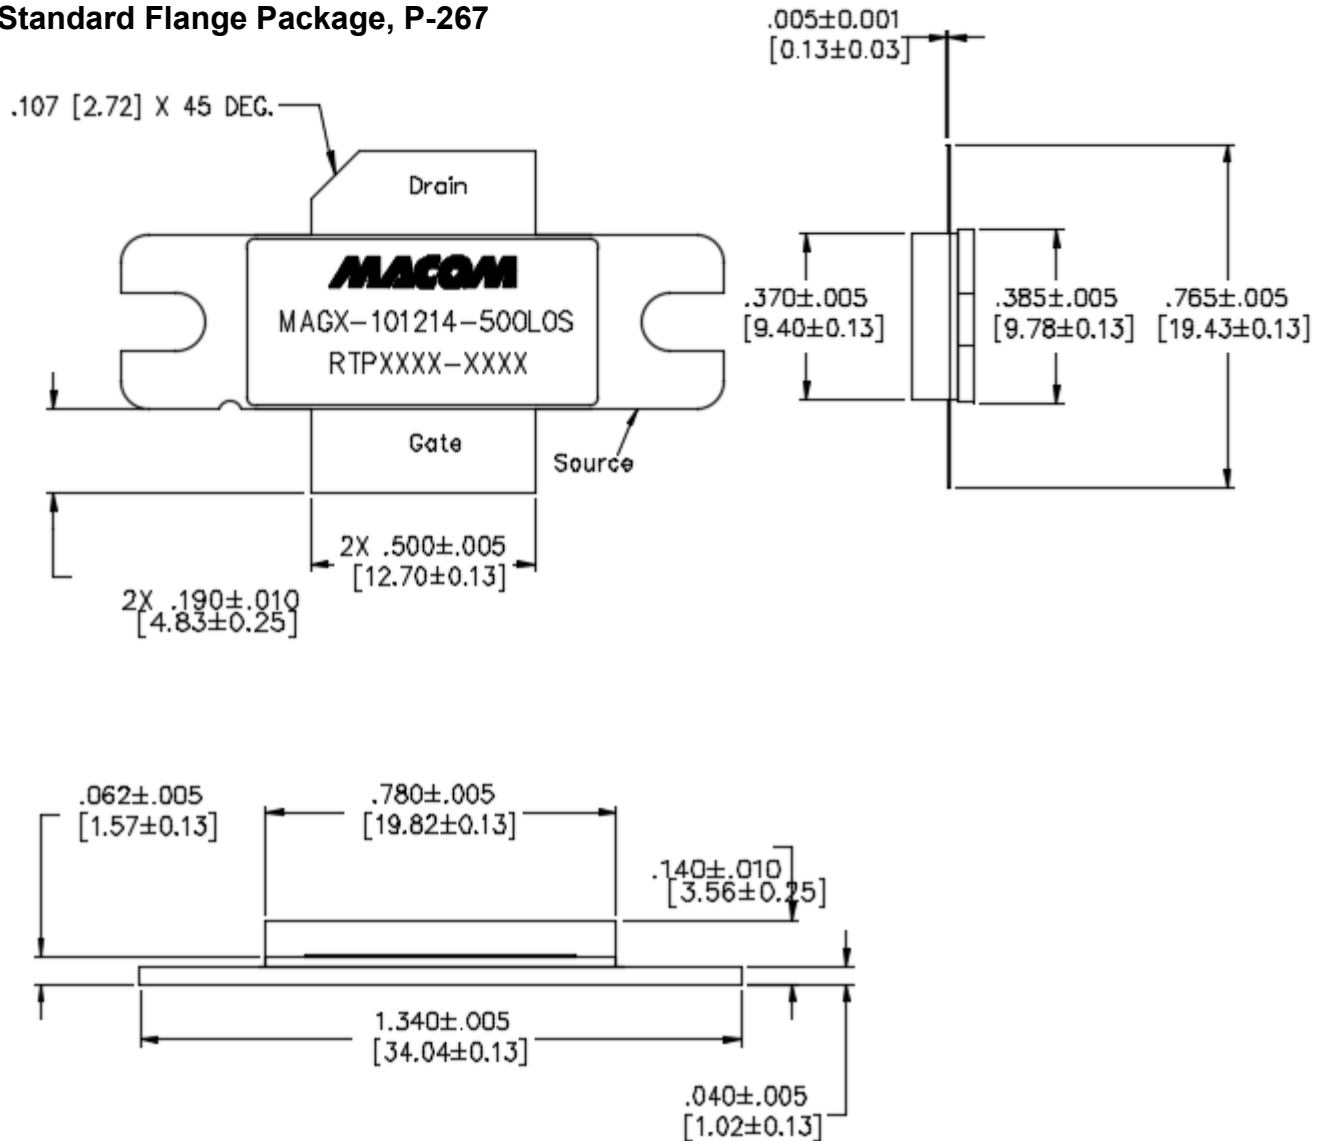 Standard Flange Package, P-267
.005±0.001
[0.13±0.03]
.107 [2.72] X 45 DEG.
Drain
MACOM
MAGX-101214-500L0S
RTPXXXX-XXXX
Gate
Source
.370±.005
[9.40±0.13]
.385±.005
[9.78±0.13]
.765±.005
[19.43±0.13]
2X .500±.005
[12.70±0.13]
2X .190±.010
[4.83±0.25]
.062±.005
[1.57±0.13]
.780±.005
[19.82±0.13]
.140±.010
[3.56±0.25]
1.340±.005
[34.04±0.13]
.040±.005
[1.02±0.13]